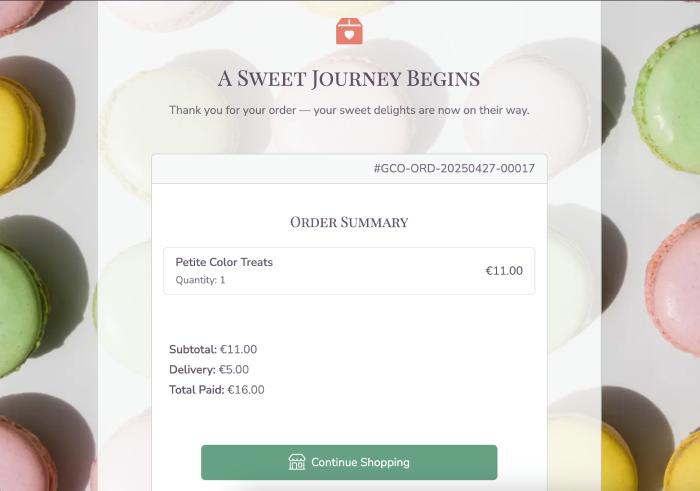 A Sweet Journey Begins
Thank you for your order — your sweet delights are now on their way.
#GCO-ORD-20250427-00017
Order Summary
Petite Color Treats
€11.00
Quantity: 1
Subtotal: €11.00
Delivery: €5.00
Total Paid: €16.00
Continue Shopping